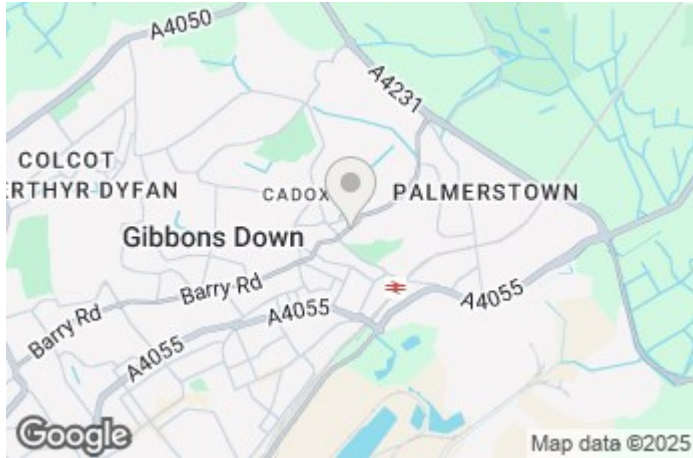 A4050
A4231
COLCOT
ERTHYR DYFAN
CADOX
PALMERSTOWN
Gibbons Down
Barry Rd
A4055
A4055
Barry Rd
A4055
Google
Map data ©2025